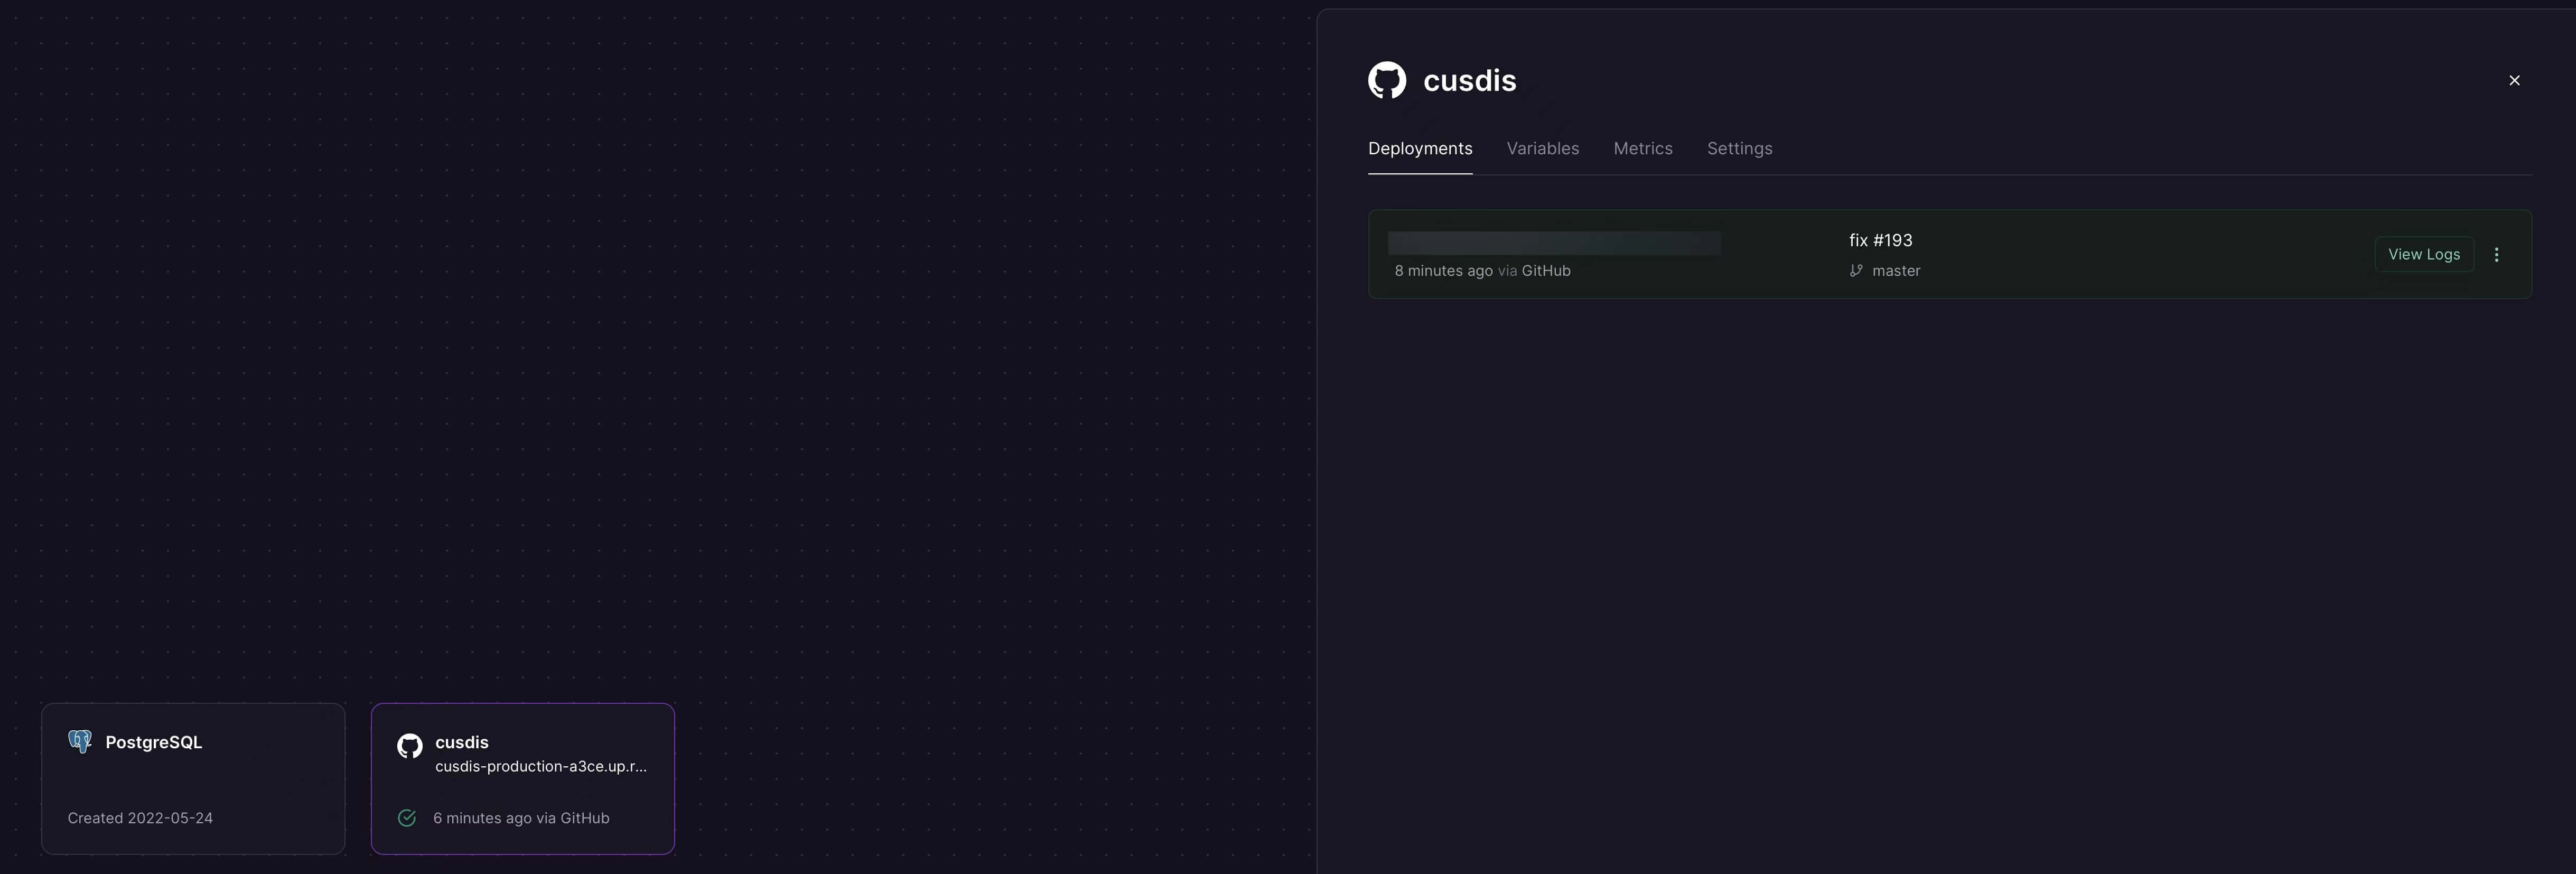 cusdis
Deployments Variables Metrics Settings
fix #193
8 minutes ago via GitHub
master
View Logs
PostgreSQL
Created 2022-05-24
cusdis
cusdis-production-a3ce.up.r...
6 minutes ago via GitHub